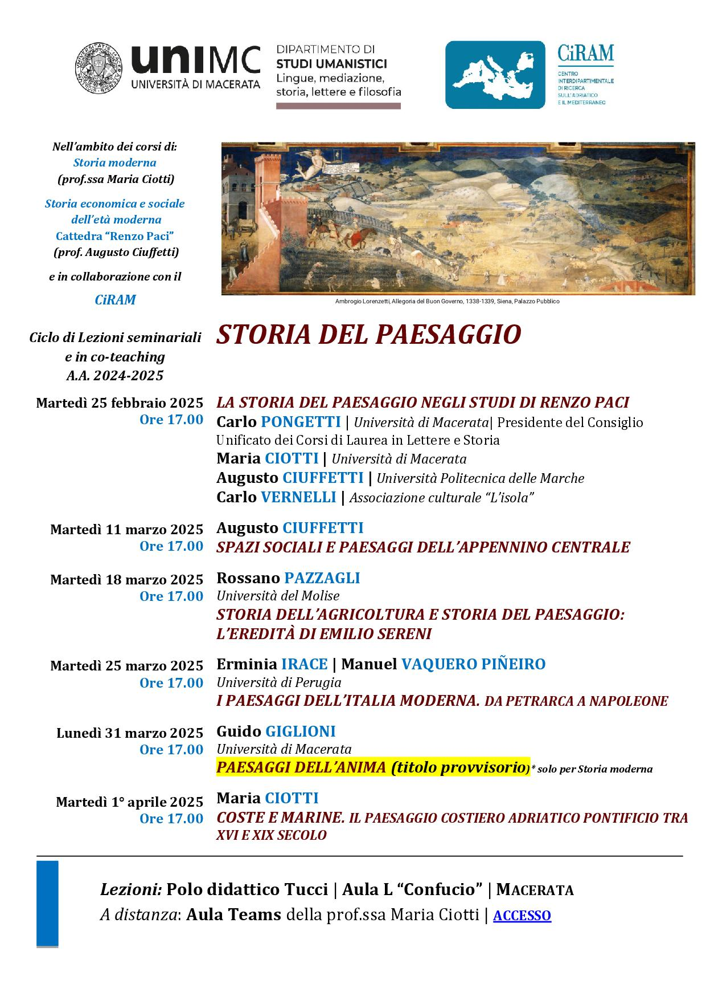 uniMC
UNIVERSITÀ DI MACERATA
DIPARTIMENTO DI
STUDI UMANISTICI
Lingue, mediazione,
storia, lettere e filosofia
CiRAM
CENTRO
INTERDIPARTIMENTALE
DI RICERCA
SULL'ADRIATICO
E IL MEDITERRANEO
Nell'ambito dei corsi di:
Storia moderna
(prof.ssa Maria Ciotti)
Storia economica e sociale
dell'età moderna
Cattedra “Renzo Paci”
(prof. Augusto Ciuffetti)
e in collaborazione con il
CiRAM
Ambrogio Lorenzetti, Allegoria del Buon Governo, 1338-1339, Siena, Palazzo Pubblico
Ciclo di Lezioni seminariali
e in co-teaching
A.A. 2024-2025
STORIA DEL PAESAGGIO
Martedì 25 febbraio 2025
Ore 17.00
LA STORIA DEL PAESAGGIO NEGLI STUDI DI RENZO PACI
Carlo PONGETTI | Università di Macerata| Presidente del Consiglio
Unificato dei Corsi di Laurea in Lettere e Storia
Maria CIOTTI | Università di Macerata
Augusto CIUFFETTI | Università Politecnica delle Marche
Carlo VERNELLI | Associazione culturale “L’isola”
Martedì 11 marzo 2025
Ore 17.00
Augusto CIUFFETTI
SPAZI SOCIALI E PAESAGGI DELL’APPENNINO CENTRALE
Martedì 18 marzo 2025
Ore 17.00
Rossano PAZZAGLI
Università del Molise
STORIA DELL’AGRICOLTURA E STORIA DEL PAESAGGIO:
L’EREDITÀ DI EMILIO SERENI
Martedì 25 marzo 2025
Ore 17.00
Erminia IRACE | Manuel VAQUERO PIÑEIRO
Università di Perugia
I PAESAGGI DELL’ITALIA MODERNA. DA PETRARCA A NAPOLEONE
Lunedì 31 marzo 2025
Ore 17.00
Guido GIGLIONI
Università di Macerata
PAESAGGI DELL’ANIMA (titolo provvisorio)* solo per Storia moderna
Martedì 1° aprile 2025
Ore 17.00
Maria CIOTTI
COSTE E MARINE. IL PAESAGGIO COSTIERO ADRIATICO PONTIFICIO TRA
XVI E XIX SECOLO
Lezioni: Polo didattico Tucci | Aula L “Confucio” | MACERATA
A distanza: Aula Teams della prof.ssa Maria Ciotti | ACCESSO